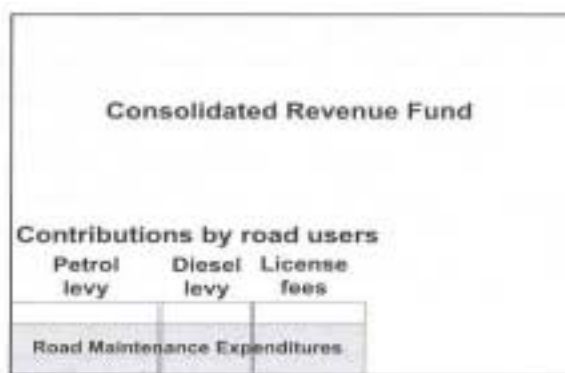 Consolidated Revenue Fund
Contributions by road users
Petrol Diesel License
levy levy fees
Road Maintenance Expenditures